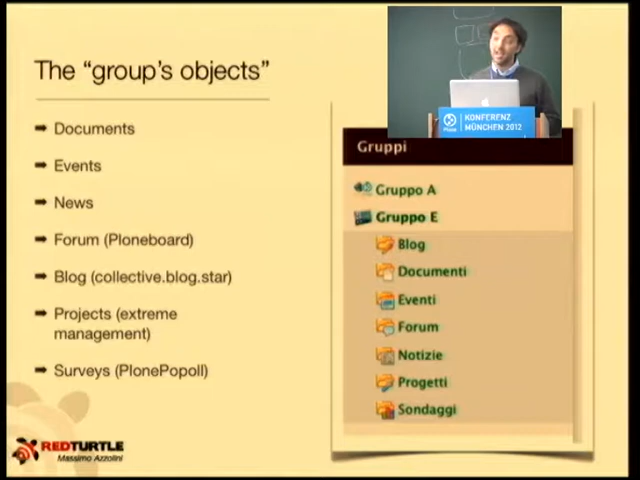 The “group’s objects”
➡ Documents
➡ Events
➡ News
➡ Forum (Ploneboard)
➡ Blog (collective.blog.star)
➡ Projects (extreme
management)
➡ Surveys (PlonePopoll)
REDTURTLE
Massimo Azzolini
Plone
KONFERENZ
MÜNCHEN 2012
Gruppi
Gruppo A
Gruppo E
Blog
Documenti
Eventi
Forum
Notizie
Progetti
Sondaggi